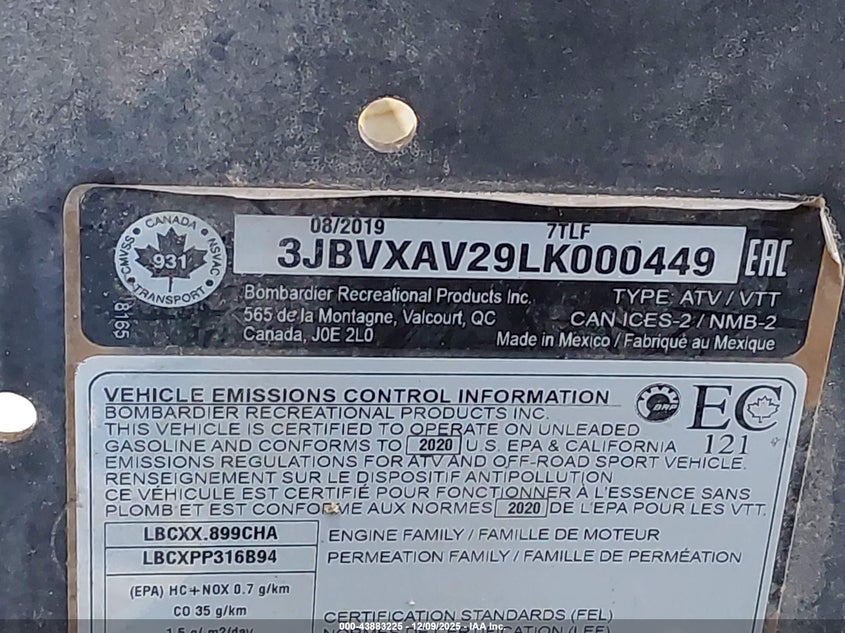 08/2019 7TLF
3JBVXAV29LK000449
EAC
CANADA
CMVSS 931 NSVAC
TRANSPORT
8165
Bombardier Recreational Products Inc. TYPE: ATV / VTT
565 de la Montagne, Valcourt, QC CAN ICES-2 / NMB-2
Canada, J0E 2L0 Made in Mexico / Fabriqué au Mexique
VEHICLE EMISSIONS CONTROL INFORMATION
BOMBARDIER RECREATIONAL PRODUCTS INC.
BRP
EC
121
THIS VEHICLE IS CERTIFIED TO OPERATE ON UNLEADED
GASOLINE AND CONFORMS TO 2020 U.S. EPA & CALIFORNIA
EMISSIONS REGULATIONS FOR ATV AND OFF-ROAD SPORT VEHICLE.
RENSEIGNEMENT SUR LE DISPOSITIF ANTIPOLLUTION
CE VÉHICULE EST CERTIFIÉ POUR FONCTIONNER À L'ESSENCE SANS
PLOMB ET EST CONFORME AUX NORMES 2020 DE L'EPA POUR LES VTT.
LBCXX.899CHA ENGINE FAMILY / FAMILLE DE MOTEUR
LBCXPP316B94 PERMEATION FAMILY / FAMILLE DE PERMÉATION
(EPA) HC+NOX 0.7 g/km
CO 35 g/km CERTIFICATION STANDARDS (FEL)
1.5 g/m2/day
000-43883225 - 12/09/2025 - IAA Inc.